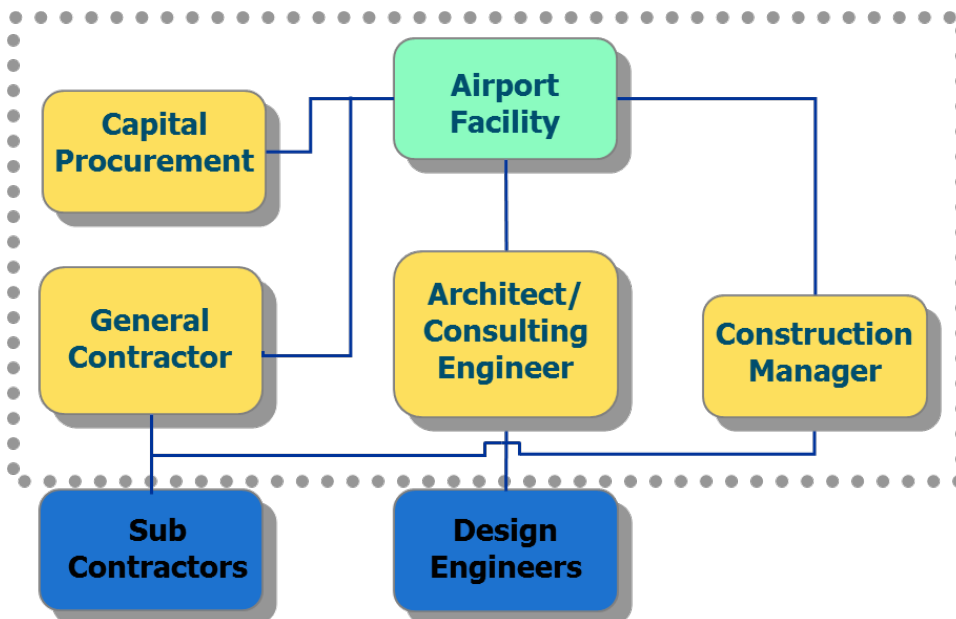 Airport
Facility
Capital
Procurement
General
Contractor
Architect/
Consulting
Engineer
Construction
Manager
Sub
Contractors
Design
Engineers